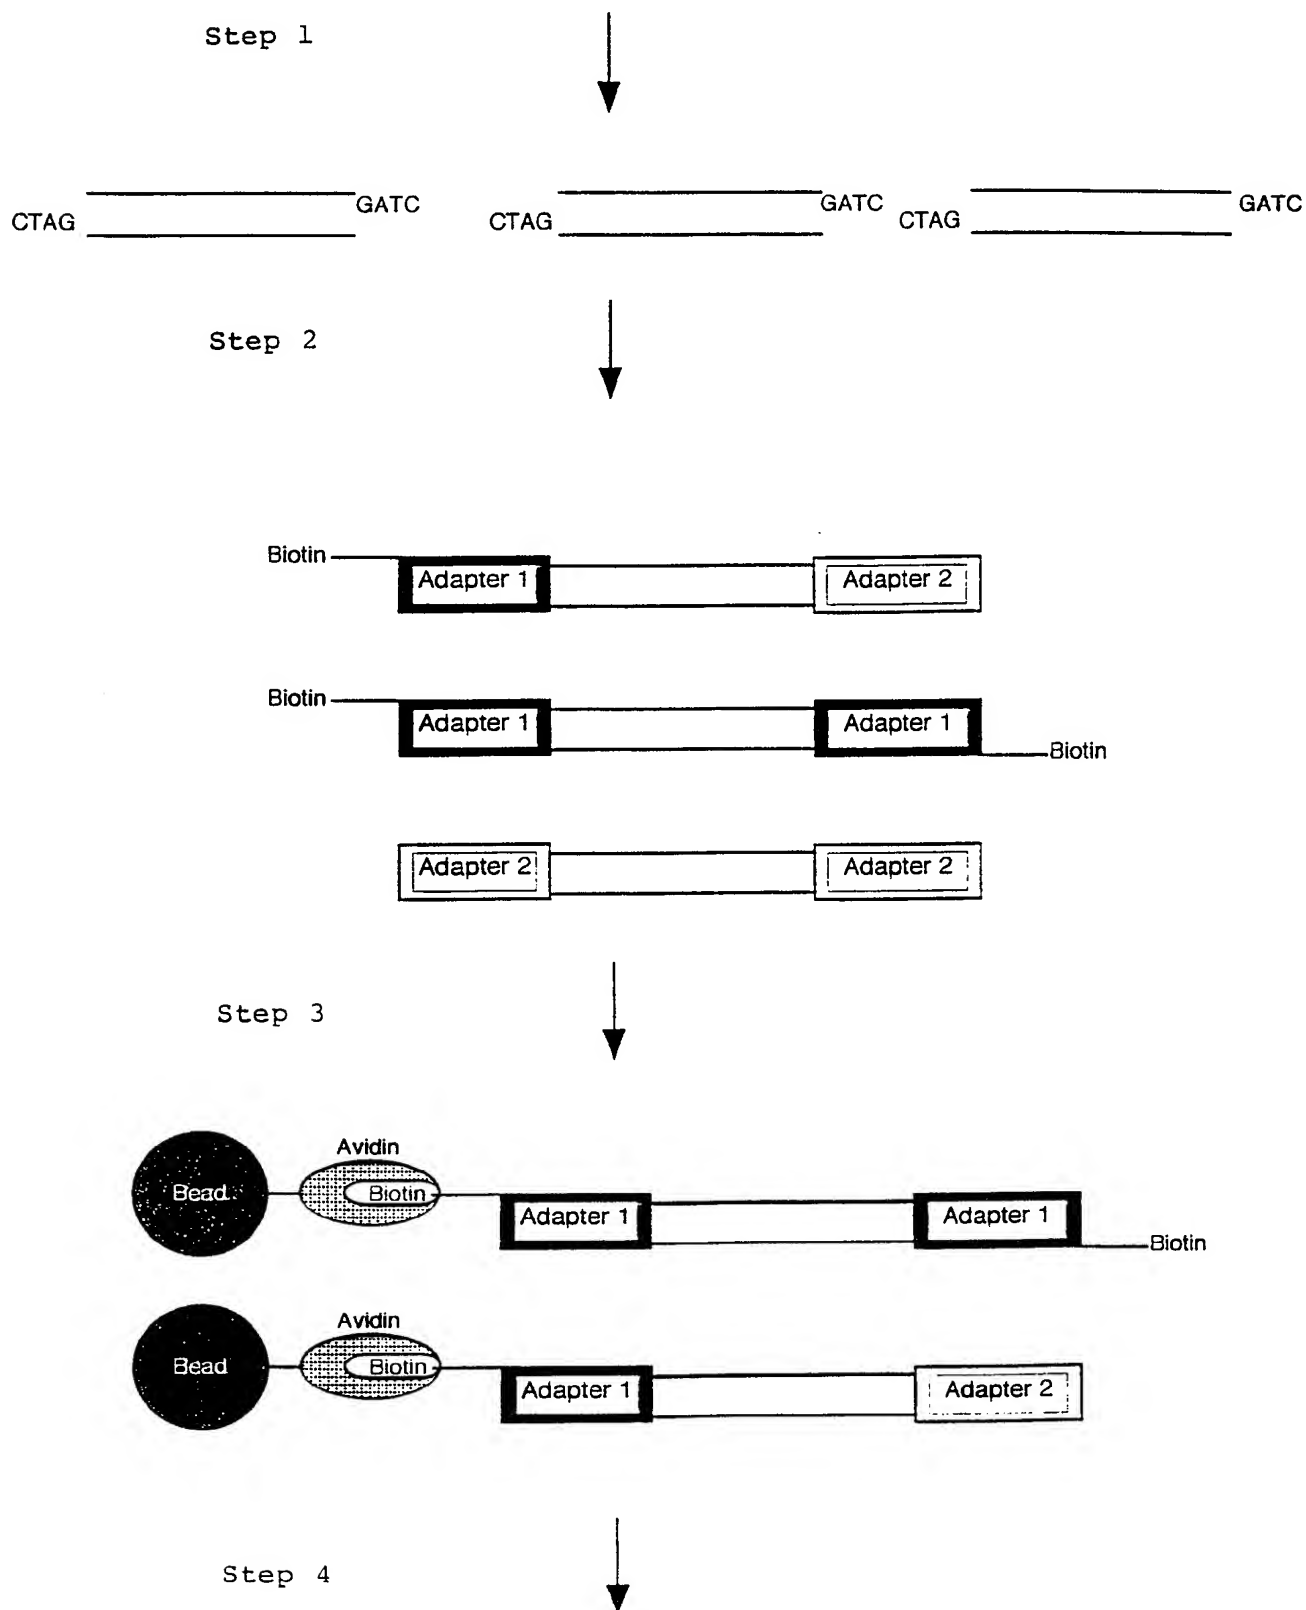 Step 1
GATC
GATC
GATC
CTAG
CTAG
CTAG
Step 2
Biotin
Adapter 1
Adapter 2
Biotin
Adapter 1
Adapter 1
Biotin
Adapter 2
Adapter 2
Step 3
Avidin
Bead
Biotin
Adapter 1
Adapter 1
Biotin
Avidin
Bead
Biotin
Adapter 1
Adapter 2
Step 4